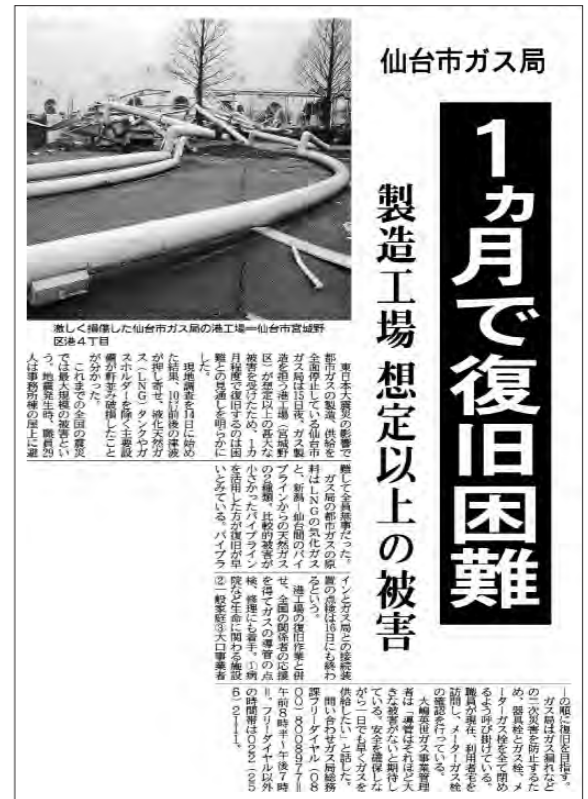 仙台市ガス局
1ヵ月で復旧困難
製造工場 想定以上の被害
激しく損傷した仙台市ガス局の港工場=仙台市宮城野
区港4丁目
東日本大震災の影響で
都市ガスの製造、供給を
全面停止している仙台市
ガス局は15日夜、ガス製
造を担う港工場(宮城野
区)が想定以上の甚大な
被害を受けたため、1カ
月程度で復旧するのは困
難との見通しを明らかに
した。
現地調査を14日に始め
た結果、10㍍前後の津波
が押し寄せ、液化天然ガ
ス(LNG)タンクやガ
スホルダーを除く主要設
備が軒並み破損したこと
が分かった。
これまでの全国の震災
では最大規模の被害とい
う。地震発生時、職員29
人は事務所棟の屋上に避
難して全員無事だった。
ガス局の都市ガスの原
料はLNGの気化ガス
と、新潟―仙台間のパイ
プラインからの天然ガス
の2種類。比較的被害が
小さかったパイプライン
を活用した方が復旧が早
いとみている。パイプラ
インとガス局との接続装
置の点検は16日にも終わ
るという。
港工場の復旧作業と併
せ、全国の関係者の応援
を得てガスの導管の点
検、修理にも着手。①病
院など生命に関わる施設
②一般家庭③大口事業者
―の順に復旧を目指す。
ガス局はガス漏れなど
の二次災害を防止するた
め、器具栓とガス栓、メ
ーターガス栓を全て閉め
るよう呼び掛けている。
職員が現在、利用者宅を
訪問し、メーターガス栓
の確認を行っている。
大綱英世ガス事業管理
者は「導管はそれほど大
きな被害がないと期待し
ている。安全を確保しな
がら一日でも早くガスを
供給したい」と話した。
問い合わせガス局総務
課フリーダイヤル(08
00)8008977=
午前8時半~午後7時
=、フリーダイヤル以外
の時間帯は022(25
6)2111。